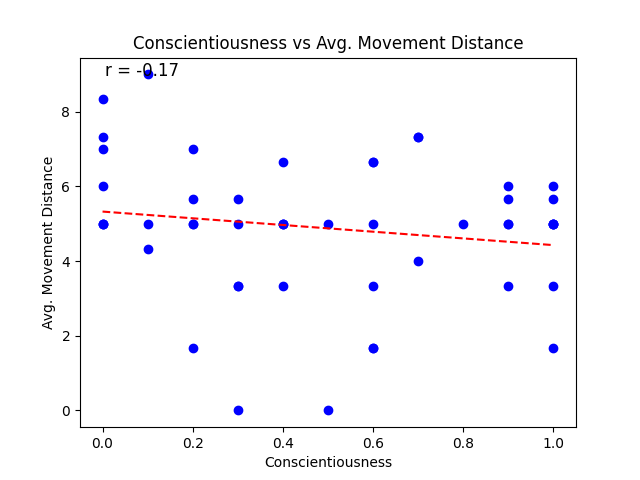 Conscientiousness vs Avg. Movement Distance
r = -0.17
8
6
4
2
0
Avg. Movement Distance
0.0 0.2 0.4 0.6 0.8 1.0
Conscientiousness